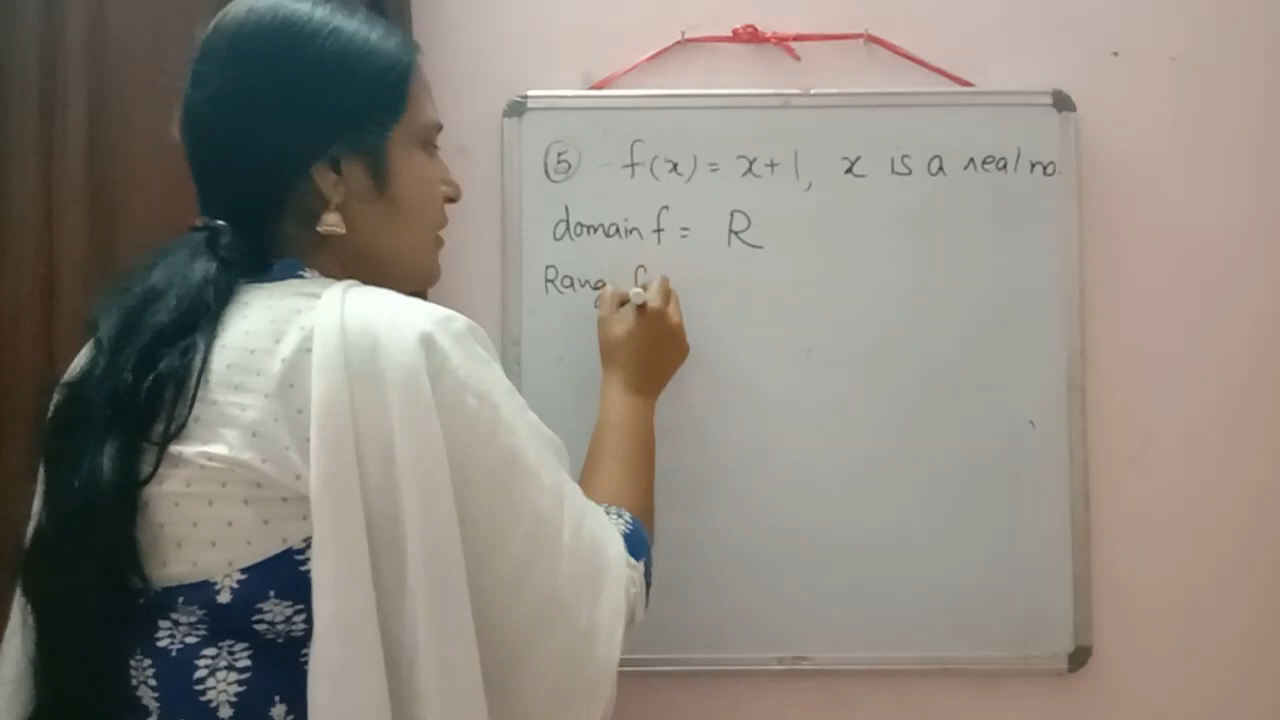 ⑤ f(x) = x+1, x is a real no.
domain f = R
Rang f